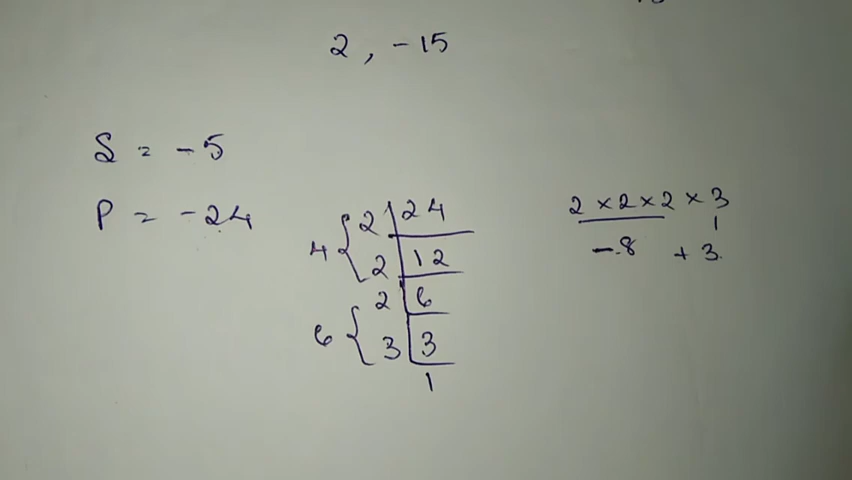 2 , -15
S = -5
P = -24
4 { 2 | 24
2 | 12
6 { 2 | 6
3 | 3
1
2 × 2 × 2 × 3
-8 + 3